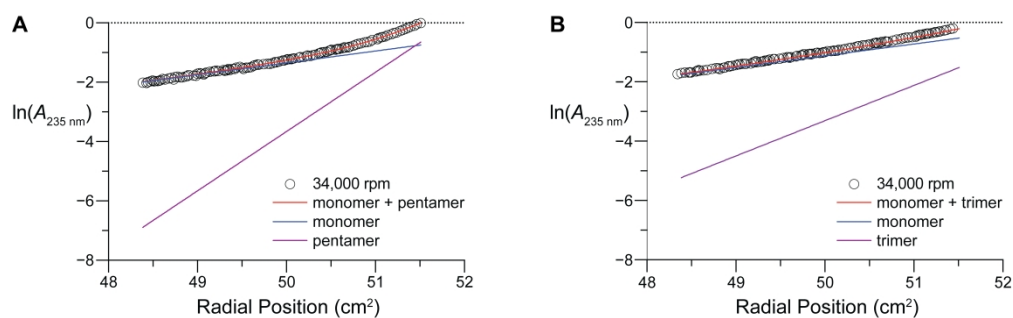 A
0
−2
ln(A235 nm)
−4
−6
−8
34,000 rpm
monomer + pentamer
monomer
pentamer
48
49
50
51
52
Radial Position (cm²)
B
0
−2
ln(A235 nm)
−4
−6
−8
34,000 rpm
monomer + trimer
monomer
trimer
48
49
50
51
52
Radial Position (cm²)